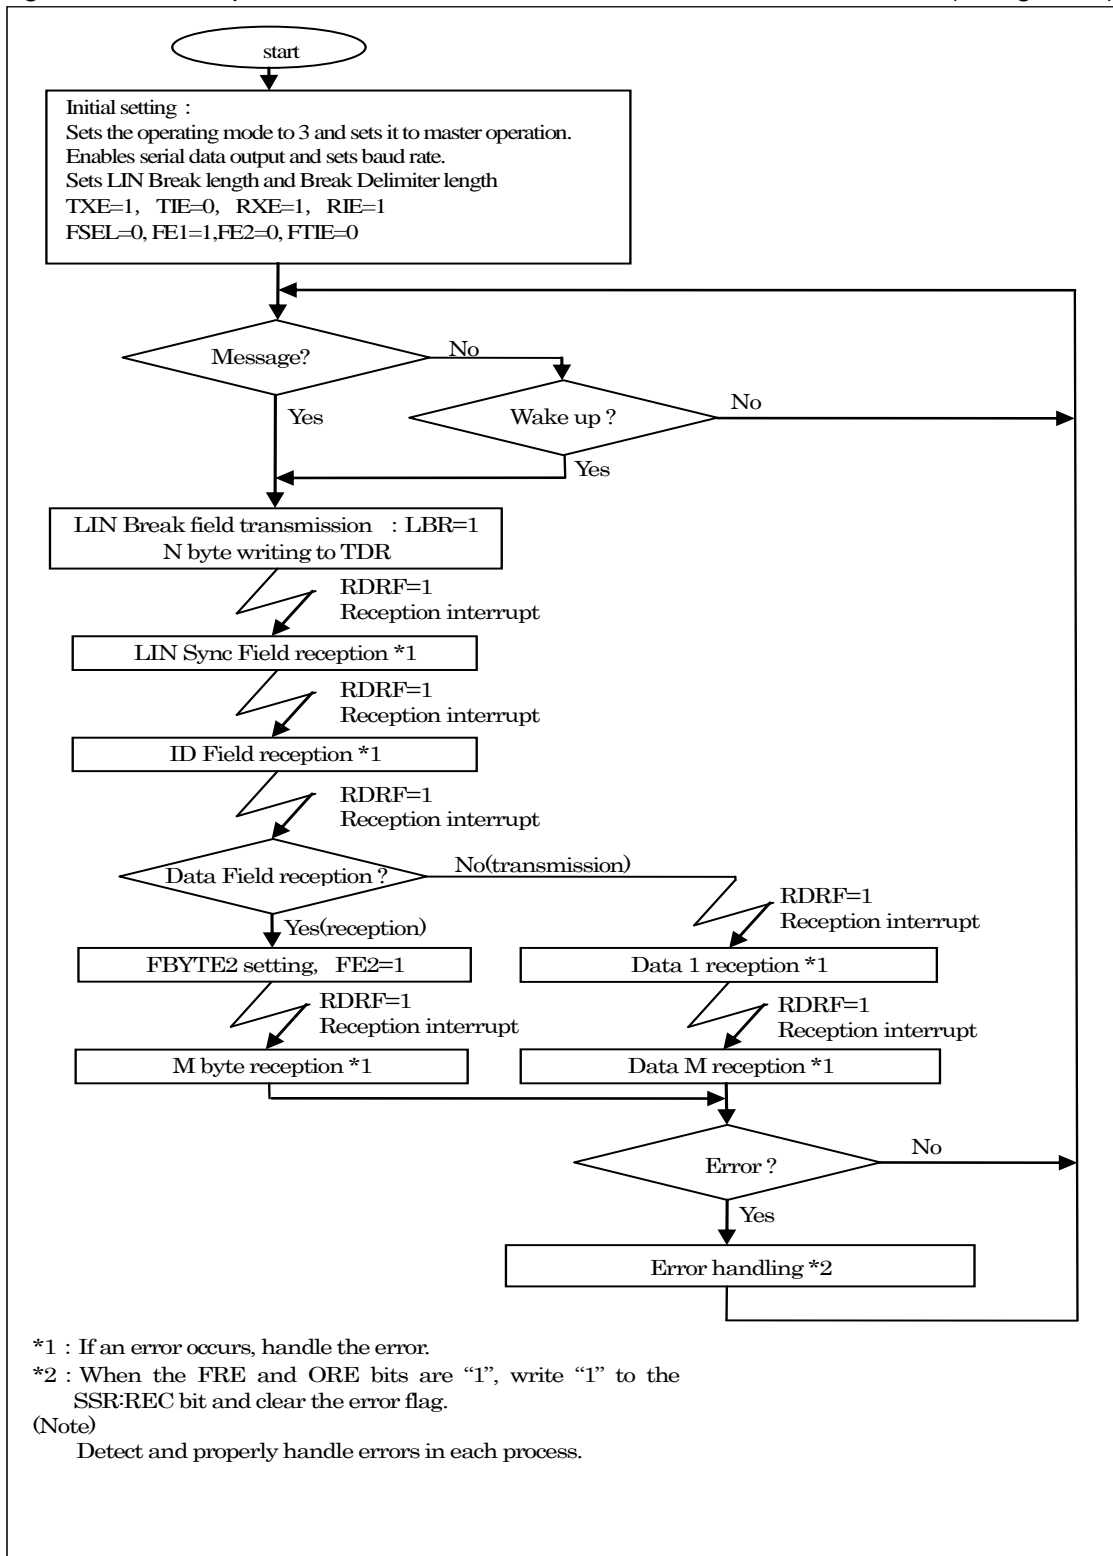 start
Initial setting :
Sets the operating mode to 3 and sets it to master operation.
Enables serial data output and sets baud rate.
Sets LIN Break length and Break Delimiter length
TXE=1, TIE=0, RXE=1, RIE=1
FSEL=0, FE1=1,FE2=0, FTIE=0
Message?
No
Yes
Wake up ?
No
Yes
LIN Break field transmission : LBR=1
N byte writing to TDR
RDRF=1
Reception interrupt
LIN Sync Field reception *1
RDRF=1
Reception interrupt
ID Field reception *1
RDRF=1
Reception interrupt
Data Field reception ?
No(transmission)
Yes(reception)
RDRF=1
Reception interrupt
FBYTE2 setting, FE2=1
Data 1 reception *1
RDRF=1
Reception interrupt
RDRF=1
Reception interrupt
M byte reception *1
Data M reception *1
Error ?
No
Yes
Error handling *2
*1 : If an error occurs, handle the error.
*2 : When the FRE and ORE bits are “1”, write “1” to the
SSR:REC bit and clear the error flag.
(Note)
Detect and properly handle errors in each process.